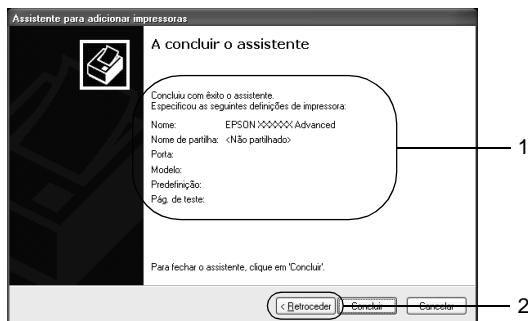 Assistente para adicionar impressoras
A concluir o assistente
Concluiu com êxito o assistente.
Especificou as seguintes definições de impressora:
Nome: EPSON XXXXXX Advanced
Nome de partilha: <Não partilhado>
Porta:
Modelo:
Predefinição:
Pág. de teste:
1
Para fechar o assistente, clique em 'Concluir'.
< Retroceder Concluir Cancelar
2